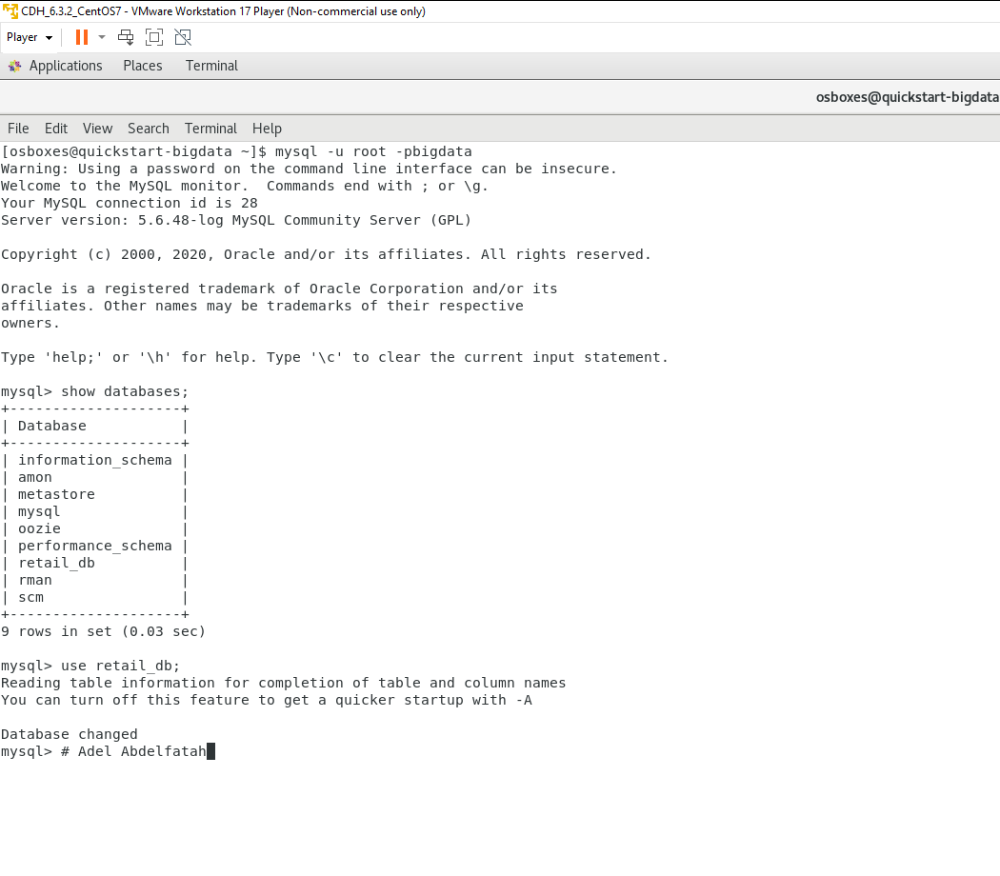 CDH_6.3.2_CentOS7 - VMware Workstation 17 Player (Non-commercial use only)
Player
Applications Places Terminal
osboxes@quickstart-bigdata
File Edit View Search Terminal Help
[osboxes@quickstart-bigdata ~]$ mysql -u root -pbigdata
Warning: Using a password on the command line interface can be insecure.
Welcome to the MySQL monitor.  Commands end with ; or \g.
Your MySQL connection id is 28
Server version: 5.6.48-log MySQL Community Server (GPL)

Copyright (c) 2000, 2020, Oracle and/or its affiliates. All rights reserved.

Oracle is a registered trademark of Oracle Corporation and/or its
affiliates. Other names may be trademarks of their respective
owners.

Type 'help;' or '\h' for help. Type '\c' to clear the current input statement.

mysql> show databases;
+--------------------+
| Database           |
+--------------------+
| information_schema |
| amon               |
| metastore          |
| mysql              |
| oozie              |
| performance_schema |
| retail_db          |
| rman               |
| scm                |
+--------------------+
9 rows in set (0.03 sec)

mysql> use retail_db;
Reading table information for completion of table and column names
You can turn off this feature to get a quicker startup with -A

Database changed
mysql> # Adel Abdelfatah